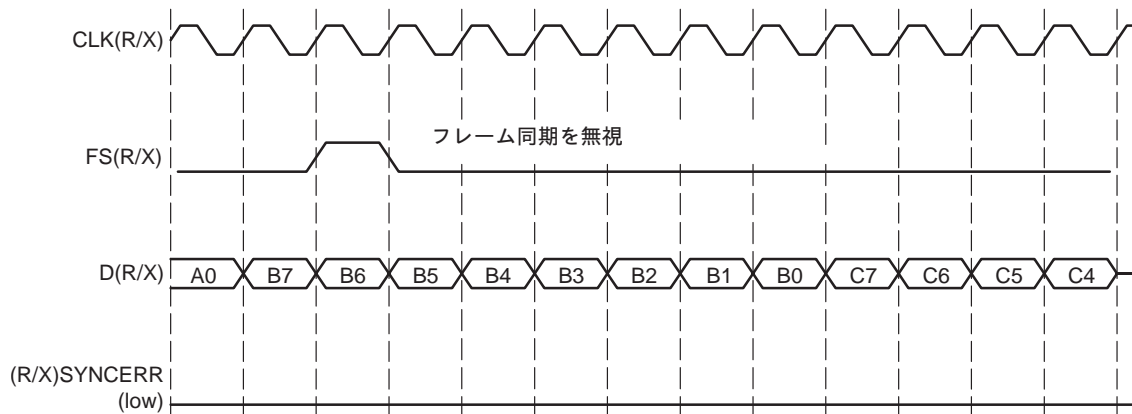 CLK(R/X)
フレーム同期を無視
FS(R/X)
D(R/X) A0 B7 B6 B5 B4 B3 B2 B1 B0 C7 C6 C5 C4
(R/X)SYNCERR
(low)